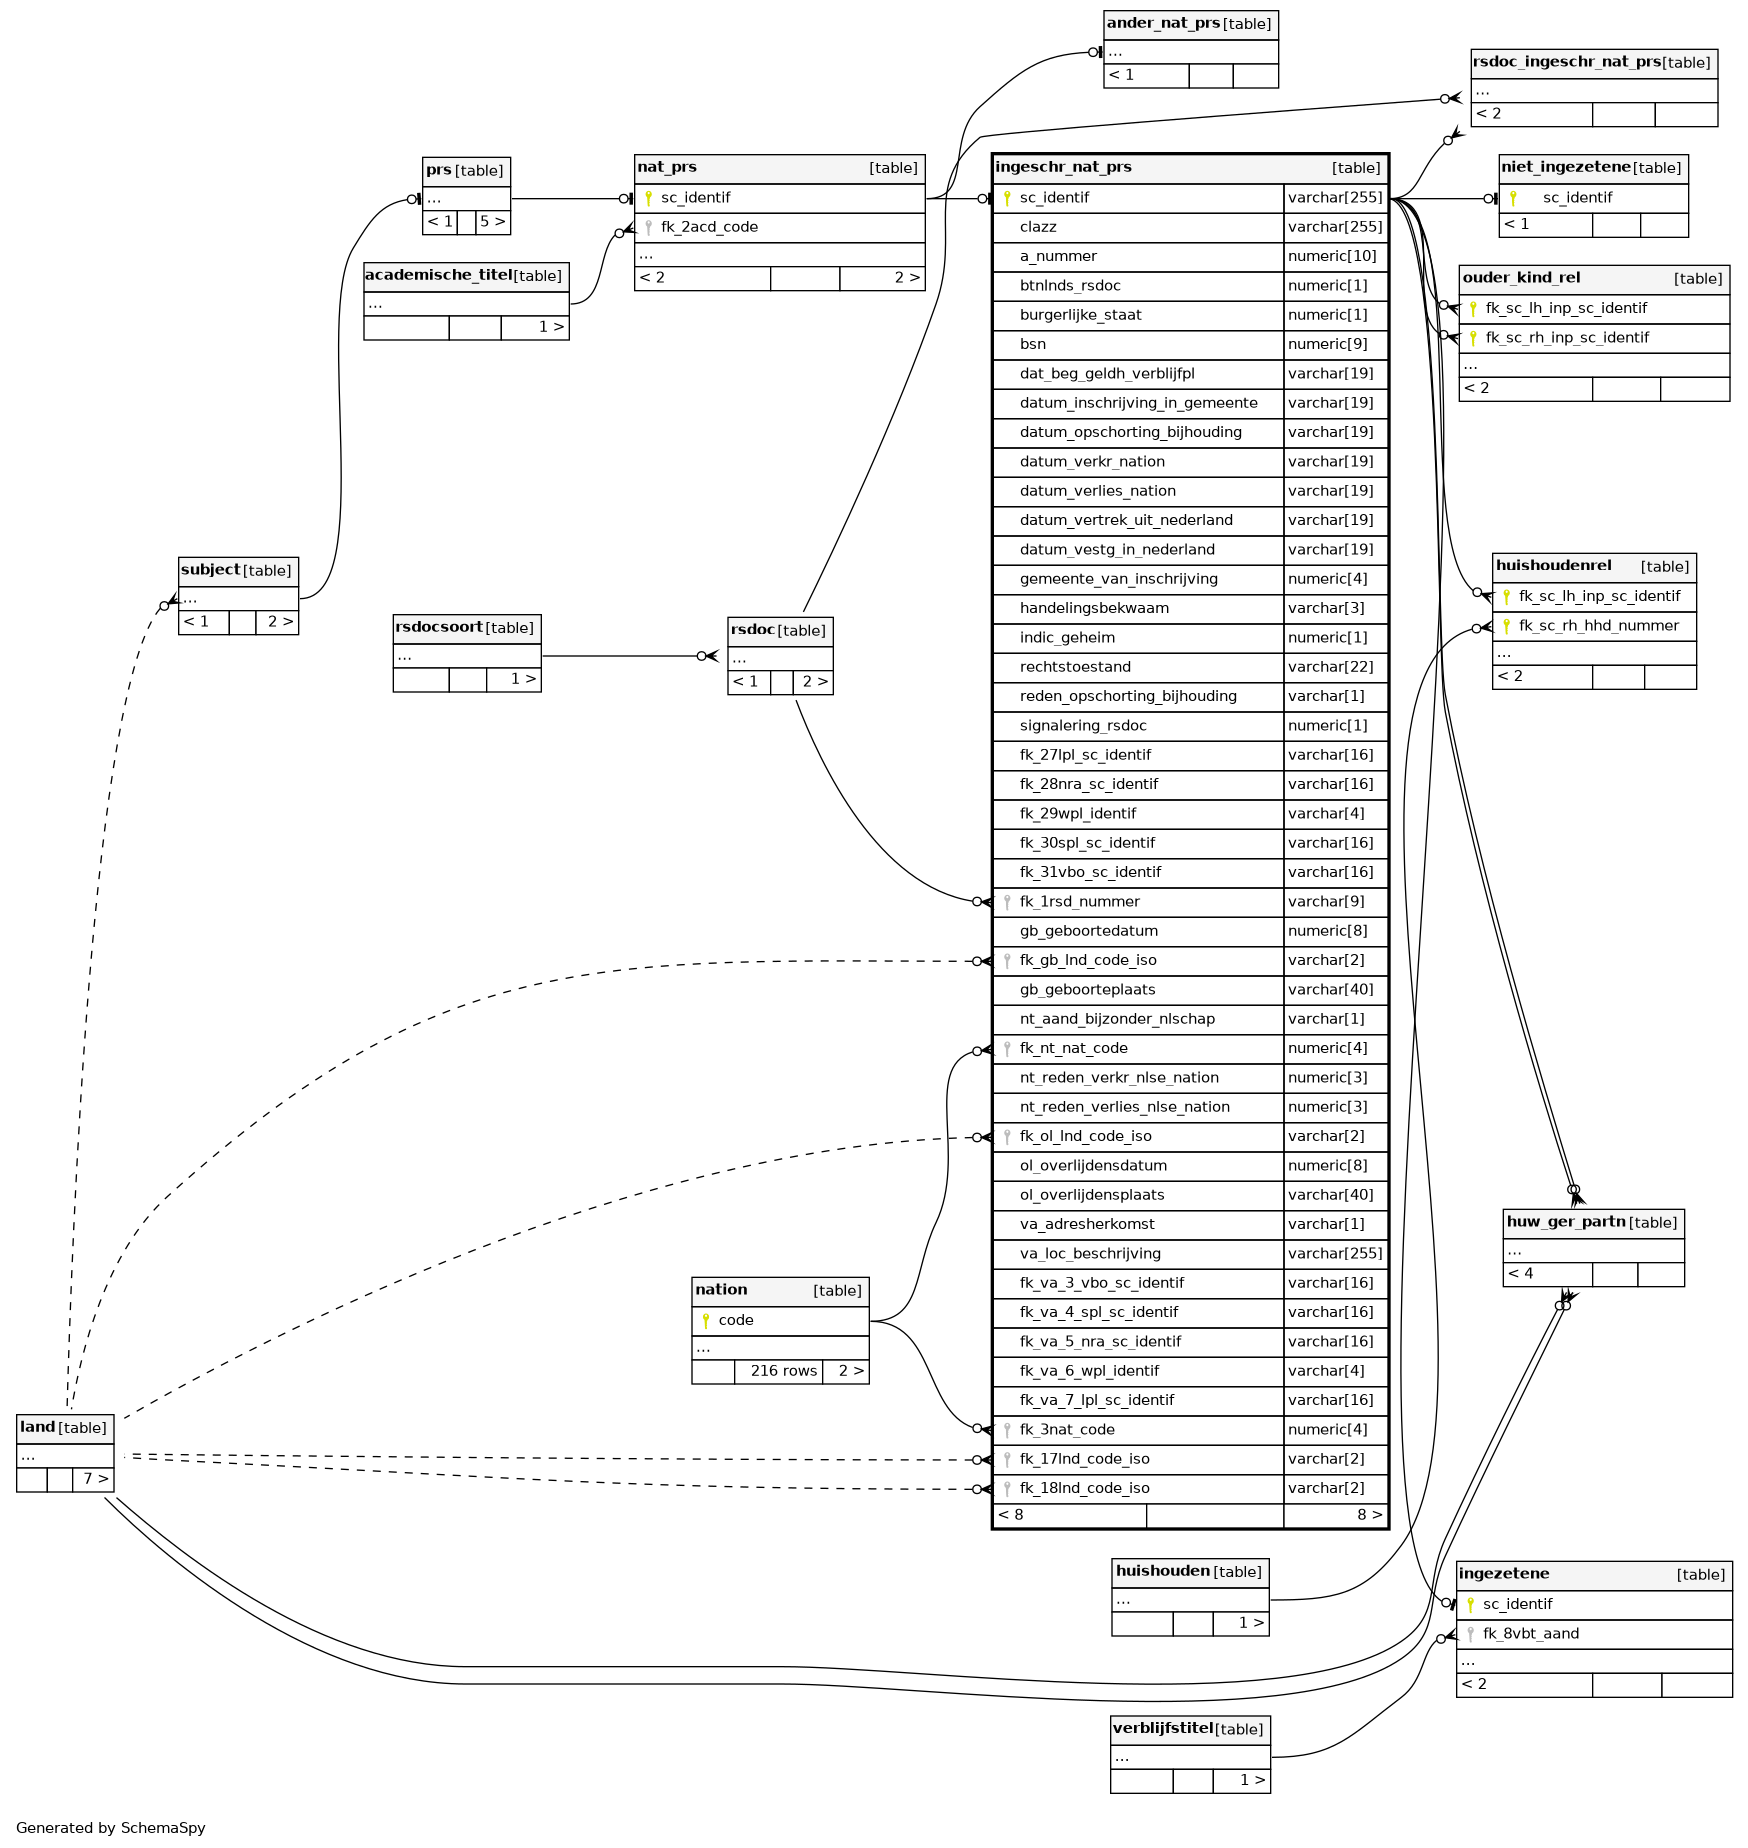 ander_nat_prs [table]
...
< 1
rsdoc_ingeschr_nat_prs [table]
...
< 2
prs [table]
...
< 1 5 >
nat_prs [table]
sc_identif
fk_2acd_code
...
< 2 2 >
academische_titel [table]
...
1 >
ingeschr_nat_prs [table]
sc_identif varchar[255]
clazz varchar[255]
a_nummer numeric[10]
btnlnds_rsdoc numeric[1]
burgerlijke_staat numeric[1]
bsn numeric[9]
dat_beg_geldh_verblijfpl varchar[19]
datum_inschrijving_in_gemeente varchar[19]
datum_opschorting_bijhouding varchar[19]
datum_verkr_nation varchar[19]
datum_verlies_nation varchar[19]
datum_vertrek_uit_nederland varchar[19]
datum_vestg_in_nederland varchar[19]
gemeente_van_inschrijving numeric[4]
handelingsbekwaam varchar[3]
indic_geheim numeric[1]
rechtstoestand varchar[22]
reden_opschorting_bijhouding varchar[1]
signalering_rsdoc numeric[1]
fk_27lpl_sc_identif varchar[16]
fk_28nra_sc_identif varchar[16]
fk_29wpl_identif varchar[4]
fk_30spl_sc_identif varchar[16]
fk_31vbo_sc_identif varchar[16]
fk_1rsd_nummer varchar[9]
gb_geboortedatum numeric[8]
fk_gb_lnd_code_iso varchar[2]
gb_geboorteplaats varchar[40]
nt_aand_bijzonder_nlschap varchar[1]
fk_nt_nat_code numeric[4]
nt_reden_verkr_nlse_nation numeric[3]
nt_reden_verlies_nlse_nation numeric[3]
fk_ol_lnd_code_iso varchar[2]
ol_overlijdensdatum numeric[8]
ol_overlijdensplaats varchar[40]
va_adresherkomst varchar[1]
va_loc_beschrijving varchar[255]
fk_va_3_vbo_sc_identif varchar[16]
fk_va_4_spl_sc_identif varchar[16]
fk_va_5_nra_sc_identif varchar[16]
fk_va_6_wpl_identif varchar[4]
fk_va_7_lpl_sc_identif varchar[16]
fk_3nat_code numeric[4]
fk_17lnd_code_iso varchar[2]
fk_18lnd_code_iso varchar[2]
< 8 8 >
niet_ingezetene [table]
sc_identif
< 1
ouder_kind_rel [table]
fk_sc_lh_inp_sc_identif
fk_sc_rh_inp_sc_identif
...
< 2
subject [table]
...
< 1 2 >
rsdocsoort [table]
...
1 >
rsdoc [table]
...
< 1 2 >
huishoudenrel [table]
fk_sc_lh_inp_sc_identif
fk_sc_rh_hhd_nummer
...
< 2
huw_ger_partn [table]
...
< 4
nation [table]
code
...
216 rows 2 >
land [table]
...
7 >
huishouden [table]
...
1 >
ingezetene [table]
sc_identif
fk_8vbt_aand
...
< 2
verblijfstitel [table]
...
1 >
Generated by SchemaSpy